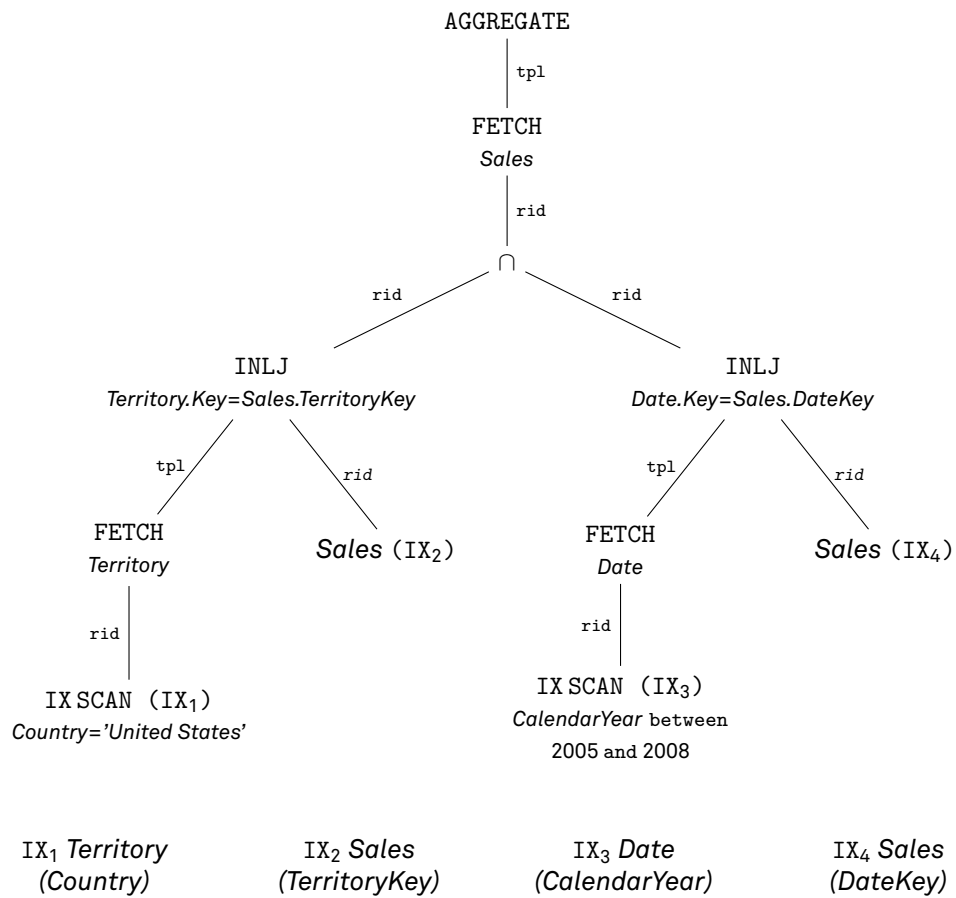 AGGREGATE
tpl
FETCH
Sales
rid
∩
rid
rid
INLJ
Territory.Key=Sales.TerritoryKey
INLJ
Date.Key=Sales.DateKey
tpl
rid
tpl
rid
FETCH
Territory
Sales (IX₂)
FETCH
Date
Sales (IX₄)
rid
rid
IX SCAN (IX₁)
Country='United States'
IX SCAN (IX₃)
CalendarYear between
2005 and 2008
IX₁ Territory
(Country)
IX₂ Sales
(TerritoryKey)
IX₃ Date
(CalendarYear)
IX₄ Sales
(DateKey)